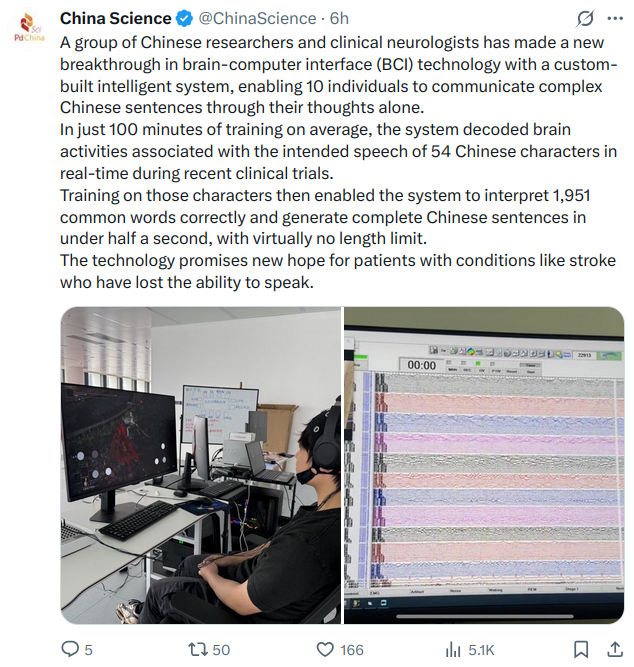 China Science @ChinaScience · 6h
Sci
PdChina
A group of Chinese researchers and clinical neurologists has made a new
breakthrough in brain-computer interface (BCI) technology with a custom-
built intelligent system, enabling 10 individuals to communicate complex
Chinese sentences through their thoughts alone.
In just 100 minutes of training on average, the system decoded brain
activities associated with the intended speech of 54 Chinese characters in
real-time during recent clinical trials.
Training on those characters then enabled the system to interpret 1,951
common words correctly and generate complete Chinese sentences in
under half a second, with virtually no length limit.
The technology promises new hope for patients with conditions like stroke
who have lost the ability to speak.
00:00
22913
5 50 166 5.1K